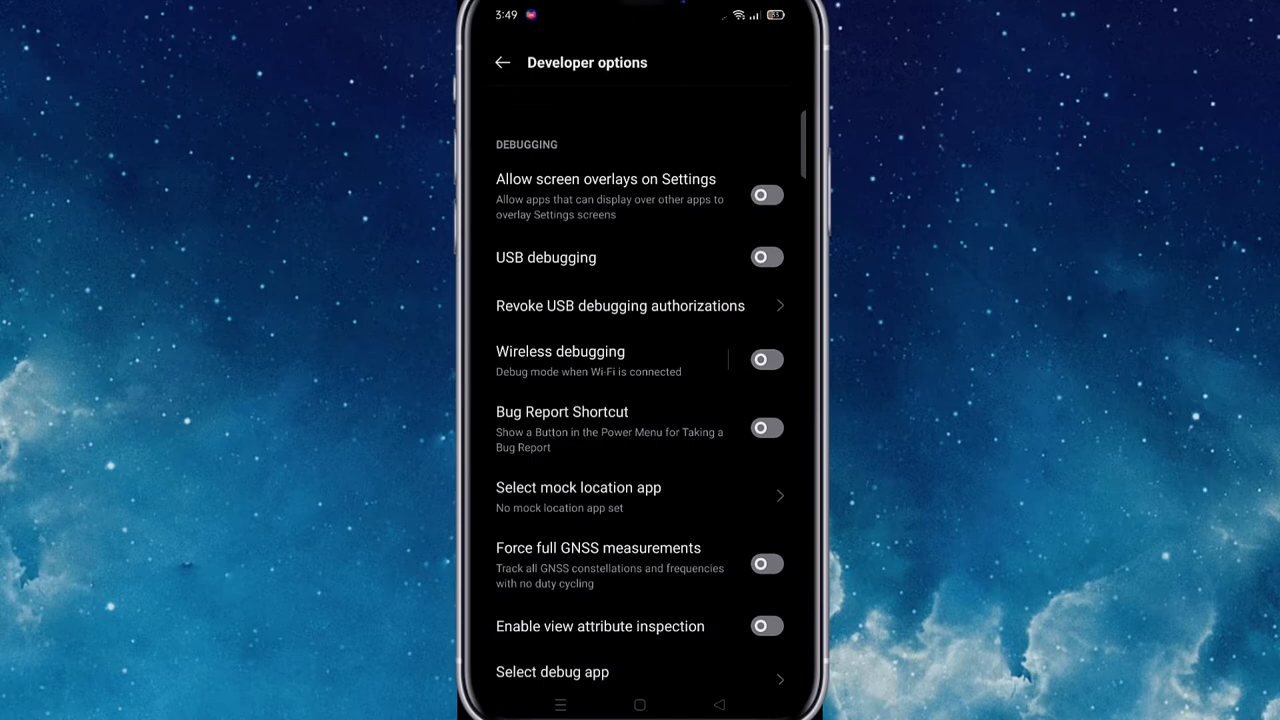 3:49
Developer options
DEBUGGING
Allow screen overlays on Settings
Allow apps that can display over other apps to
overlay Settings screens
USB debugging
Revoke USB debugging authorizations
Wireless debugging
Debug mode when Wi-Fi is connected
Bug Report Shortcut
Show a Button in the Power Menu for Taking a
Bug Report
Select mock location app
No mock location app set
Force full GNSS measurements
Track all GNSS constellations and frequencies
with no duty cycling
Enable view attribute inspection
Select debug app